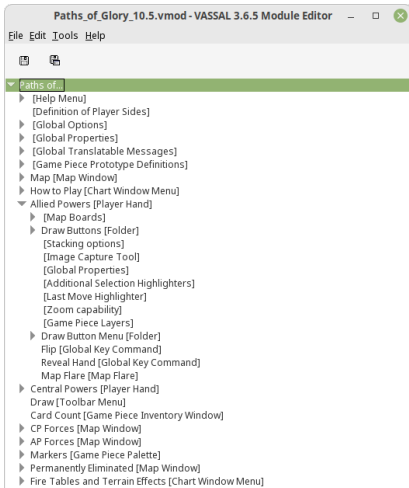 Paths_of_Glory_10.5.vmod - VASSAL 3.6.5 Module Editor
File Edit Tools Help
Paths of...
[Help Menu]
[Definition of Player Sides]
[Global Options]
[Global Properties]
[Global Translatable Messages]
[Game Piece Prototype Definitions]
Map [Map Window]
How to Play [Chart Window Menu]
Allied Powers [Player Hand]
[Map Boards]
Draw Buttons [Folder]
[Stacking options]
[Image Capture Tool]
[Global Properties]
[Additional Selection Highlighters]
[Last Move Highlighter]
[Zoom capability]
[Game Piece Layers]
Draw Button Menu [Folder]
Flip [Global Key Command]
Reveal Hand [Global Key Command]
Map Flare [Map Flare]
Central Powers [Player Hand]
Draw [Toolbar Menu]
Card Count [Game Piece Inventory Window]
CP Forces [Map Window]
AP Forces [Map Window]
Markers [Game Piece Palette]
Permanently Eliminated [Map Window]
Fire Tables and Terrain Effects [Chart Window Menu]